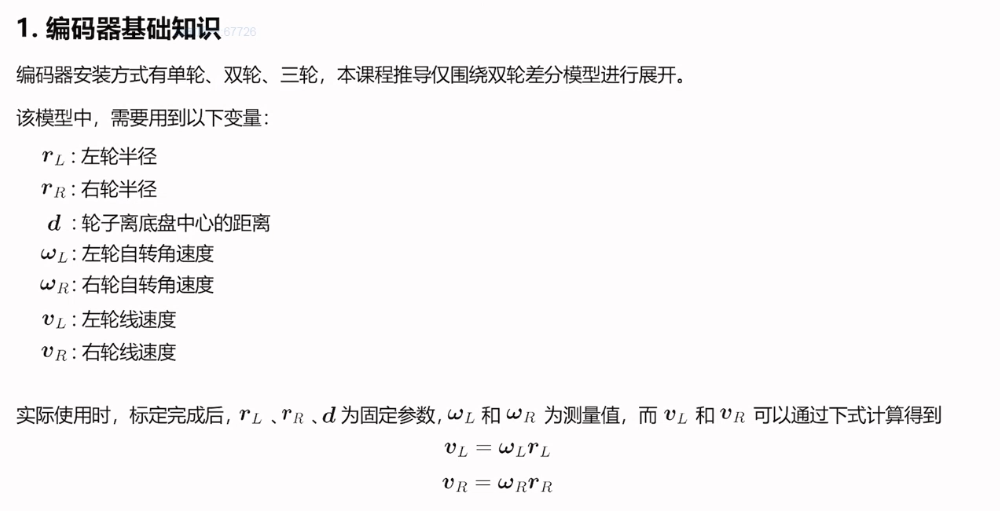 1. 编码器基础知识
67726
编码器安装方式有单轮、双轮、三轮，本课程推导仅围绕双轮差分模型进行展开。
该模型中，需要用到以下变量：
r_L：左轮半径
r_R：右轮半径
d：轮子离底盘中心的距离
ω_L：左轮自转角速度
ω_R：右轮自转角速度
v_L：左轮线速度
v_R：右轮线速度
实际使用时，标定完成后，r_L、r_R、d 为固定参数，ω_L 和 ω_R 为测量值，而 v_L 和 v_R 可以通过下式计算得到
v_L = ω_L r_L
v_R = ω_R r_R